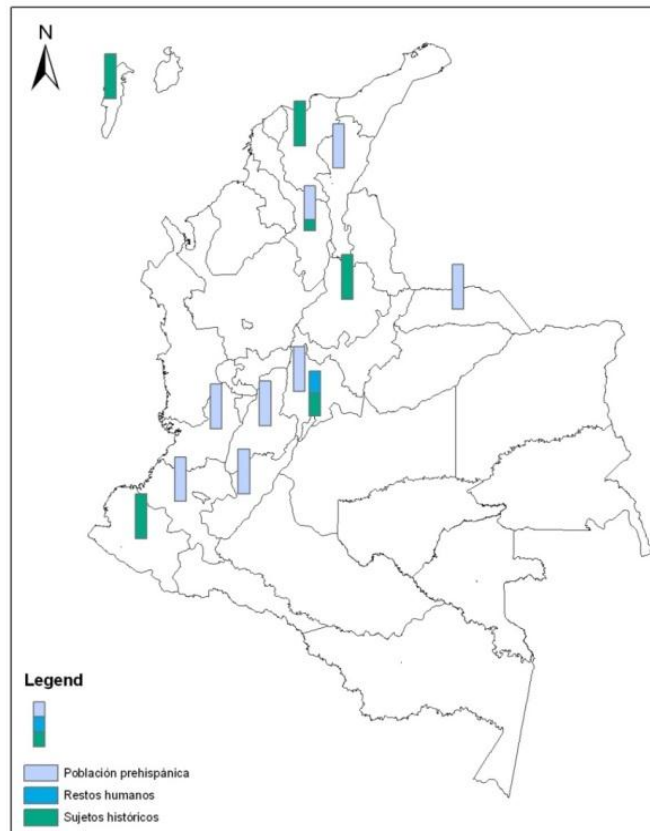 N
Legend
Población prehispánica
Restos humanos
Sujetos históricos